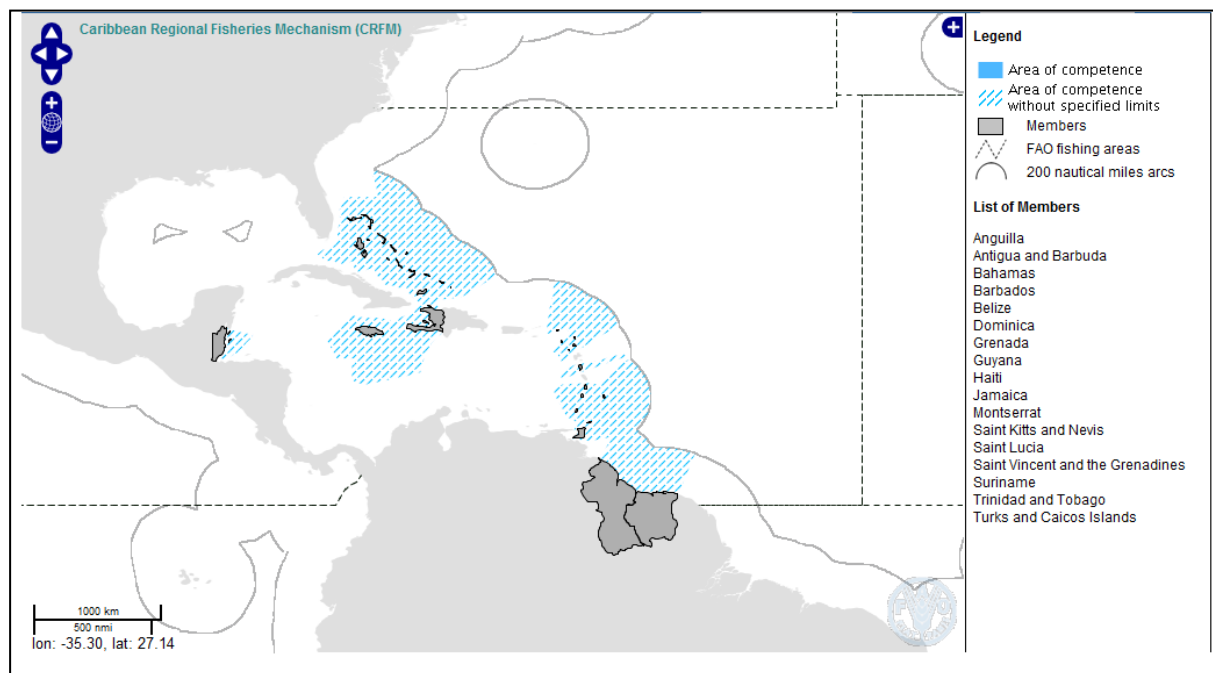 Caribbean Regional Fisheries Mechanism (CRFM)
Legend
Area of competence
Area of competence
without specified limits
Members
FAO fishing areas
200 nautical miles arcs
List of Members
Anguilla
Antigua and Barbuda
Bahamas
Barbados
Belize
Dominica
Grenada
Guyana
Haiti
Jamaica
Montserrat
Saint Kitts and Nevis
Saint Lucia
Saint Vincent and the Grenadines
Suriname
Trinidad and Tobago
Turks and Caicos Islands
1000 km
500 nmi
lon: -35.30, lat: 27.14